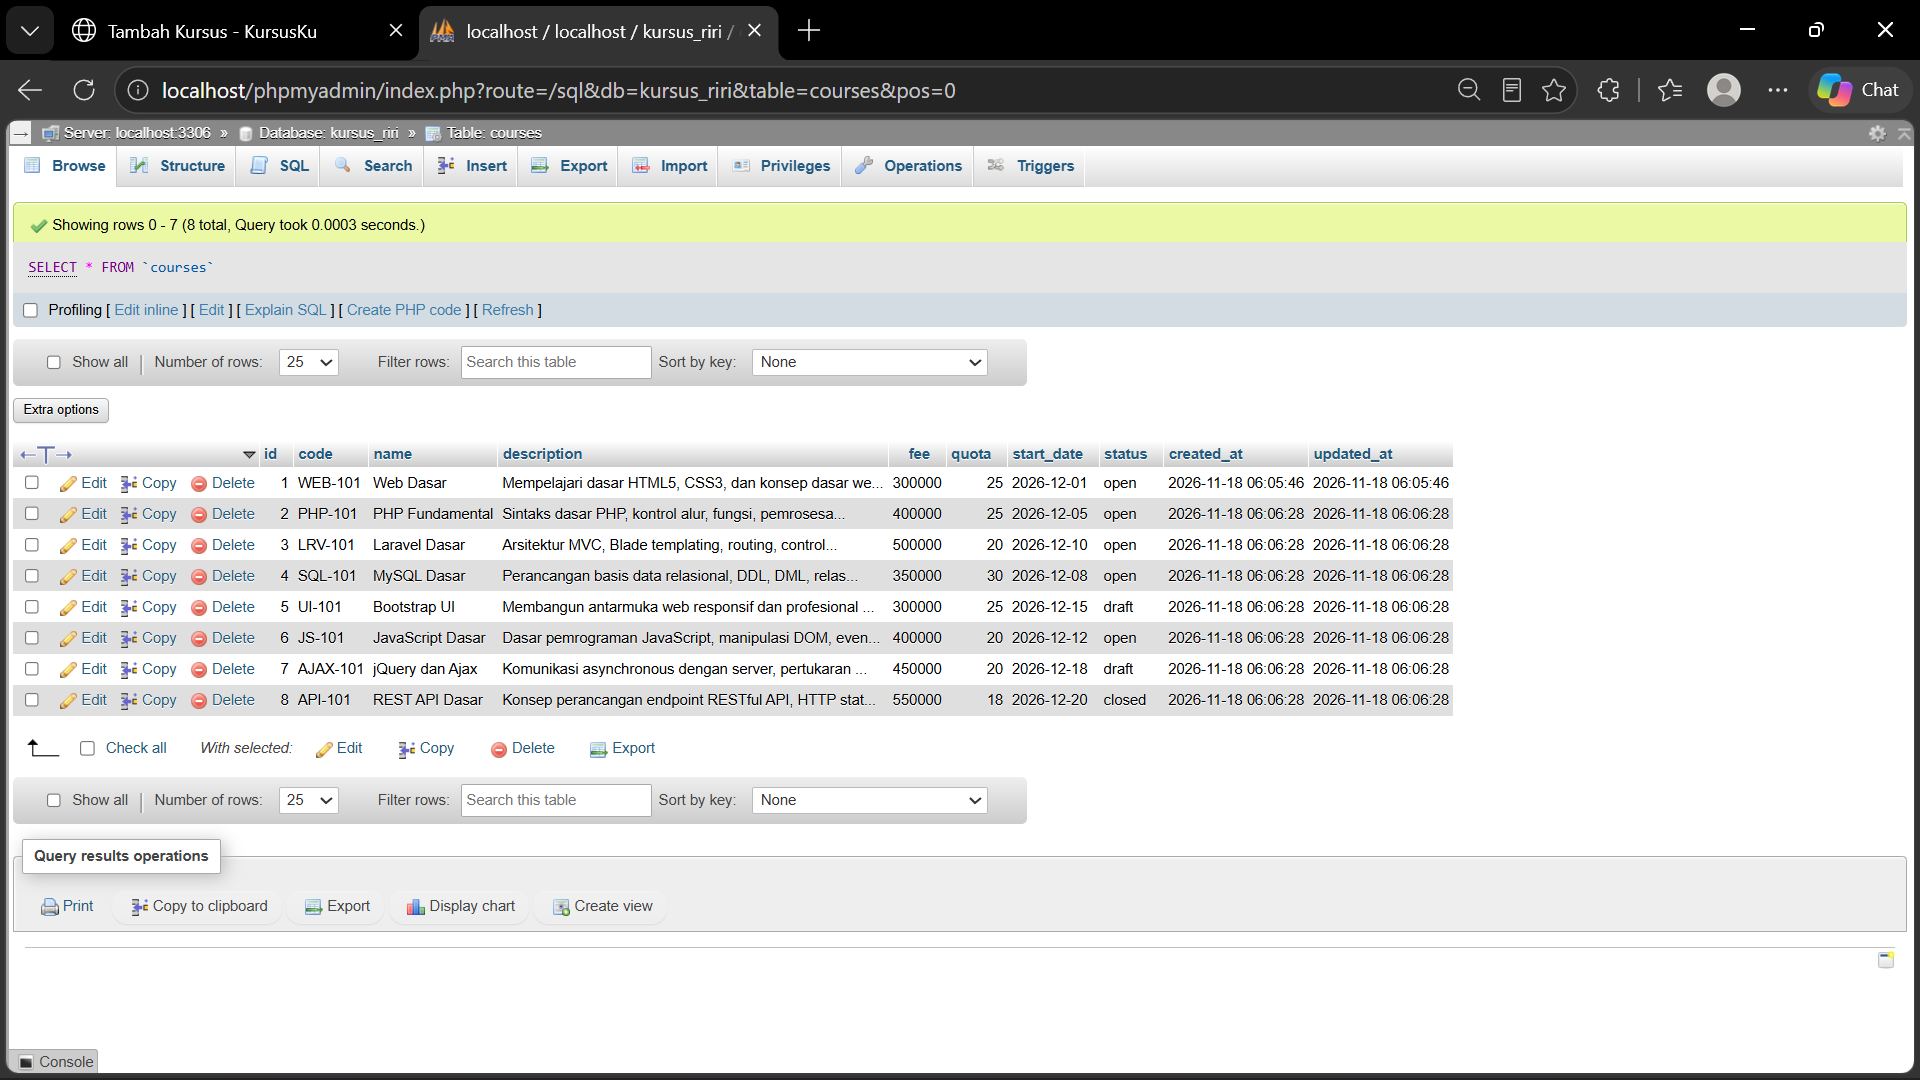 Tambah Kursus - KursusKu
localhost / localhost / kursus_riri /
localhost/phpmyadmin/index.php?route=/sql&db=kursus_riri&table=courses&pos=0
Chat
Server: localhost:3306 » Database: kursus_riri » Table: courses
Browse Structure SQL Search Insert Export Import Privileges Operations Triggers
Showing rows 0 - 7 (8 total, Query took 0.0003 seconds.)
SELECT * FROM `courses`
Profiling [ Edit inline ] [ Edit ] [ Explain SQL ] [ Create PHP code ] [ Refresh ]
Show all | Number of rows: 25 Filter rows: Search this table Sort by key: None
Extra options
id code name description fee quota start_date status created_at updated_at
Edit Copy Delete 1 WEB-101 Web Dasar Mempelajari dasar HTML5, CSS3, dan konsep dasar we... 300000 25 2026-12-01 open 2026-11-18 06:05:46 2026-11-18 06:05:46
Edit Copy Delete 2 PHP-101 PHP Fundamental Sintaks dasar PHP, kontrol alur, fungsi, pemrosesa... 400000 25 2026-12-05 open 2026-11-18 06:06:28 2026-11-18 06:06:28
Edit Copy Delete 3 LRV-101 Laravel Dasar Arsitektur MVC, Blade templating, routing, control... 500000 20 2026-12-10 open 2026-11-18 06:06:28 2026-11-18 06:06:28
Edit Copy Delete 4 SQL-101 MySQL Dasar Perancangan basis data relasional, DDL, DML, relas... 350000 30 2026-12-08 open 2026-11-18 06:06:28 2026-11-18 06:06:28
Edit Copy Delete 5 UI-101 Bootstrap UI Membangun antarmuka web responsif dan profesional ... 300000 25 2026-12-15 draft 2026-11-18 06:06:28 2026-11-18 06:06:28
Edit Copy Delete 6 JS-101 JavaScript Dasar Dasar pemrograman JavaScript, manipulasi DOM, even... 400000 20 2026-12-12 open 2026-11-18 06:06:28 2026-11-18 06:06:28
Edit Copy Delete 7 AJAX-101 jQuery dan Ajax Komunikasi asynchronous dengan server, pertukaran ... 450000 20 2026-12-18 draft 2026-11-18 06:06:28 2026-11-18 06:06:28
Edit Copy Delete 8 API-101 REST API Dasar Konsep perancangan endpoint RESTful API, HTTP stat... 550000 18 2026-12-20 closed 2026-11-18 06:06:28 2026-11-18 06:06:28
Check all With selected: Edit Copy Delete Export
Show all | Number of rows: 25 Filter rows: Search this table Sort by key: None
Query results operations
Print Copy to clipboard Export Display chart Create view
Console